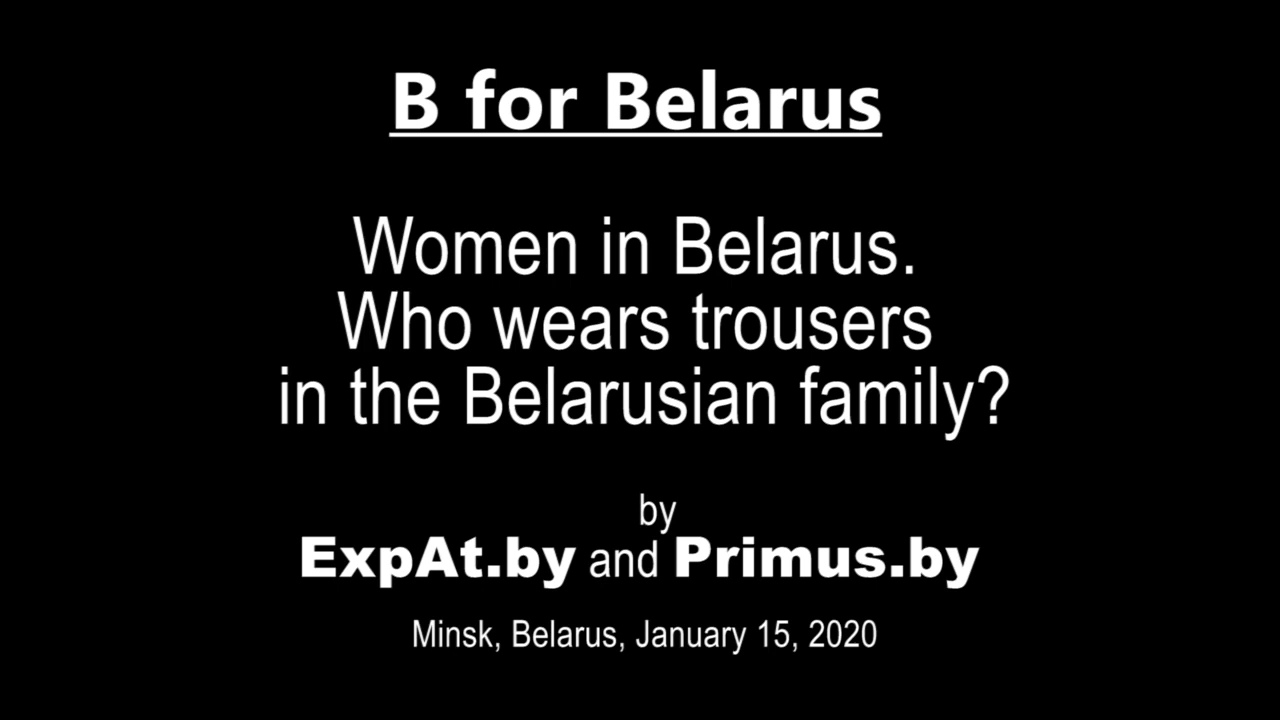 B for Belarus
Women in Belarus.
Who wears trousers
in the Belarusian family?
by
ExpAt.by and Primus.by
Minsk, Belarus, January 15, 2020